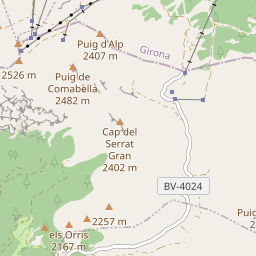 Puig d'Alp
2407 m
Girona
2526 m
Puig de
Comabella
2482 m
Cap del
Serrat
Gran
2402 m
BV-4024
2257 m
Puig
els Orris
2167 m